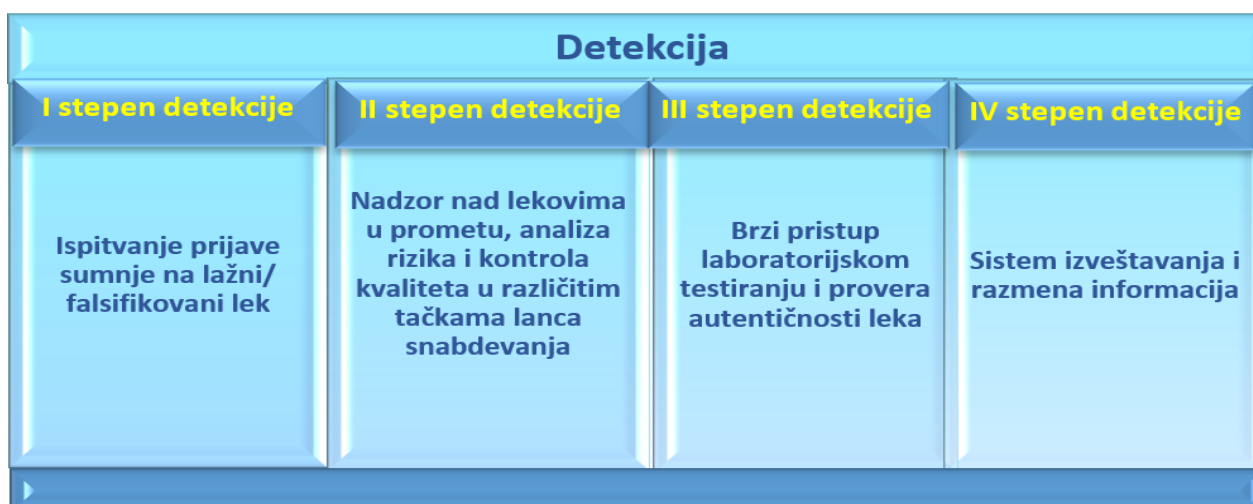 Detekcija
I stepen detekcije
II stepen detekcije
III stepen detekcije
IV stepen detekcije
Ispitvanje prijave
sumnje na lažni/
falsifikovani lek
Nadzor nad lekovima
u prometu, analiza
rizika i kontrola
kvaliteta u različitim
tačkama lanca
snabdevanja
Brzi pristup
laboratorijskom
testiranju i provera
autentičnosti leka
Sistem izveštavanja i
razmena informacija